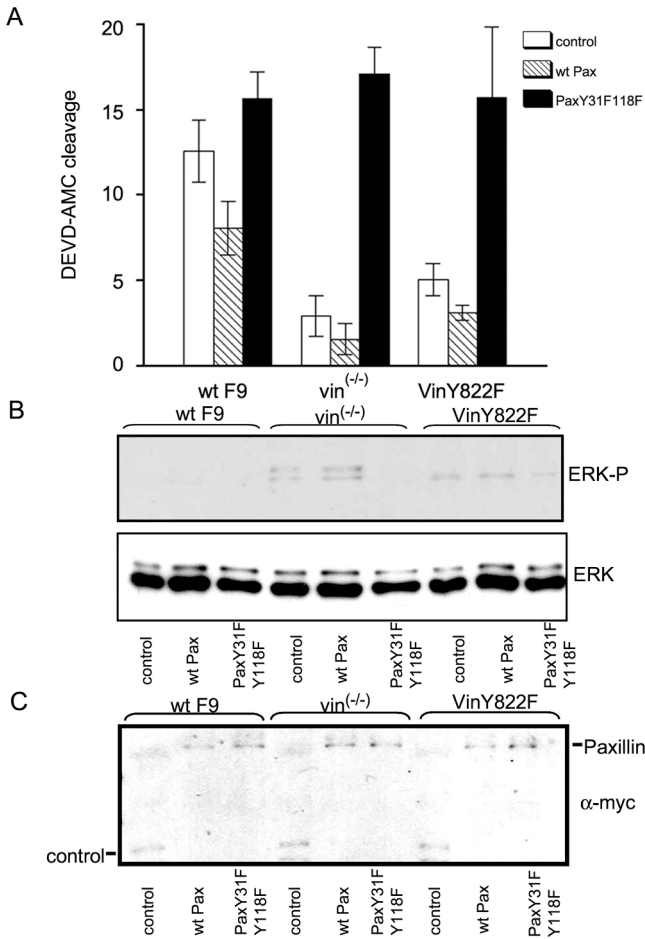 A
20
15
10
5
0
DEVD-AMC cleavage
control
wt Pax
PaxY31F118F
wt F9 vin(-/-) VinY822F
B
wt F9 vin(-/-) VinY822F
ERK-P
ERK
control wt Pax PaxY31F Y118F control wt Pax PaxY31F Y118F control wt Pax PaxY31F Y118F
C
wt F9 vin(-/-) VinY822F
Paxillin
α-myc
control
control wt Pax PaxY31F Y118F control wt Pax PaxY31F Y118F control wt Pax PaxY31F Y118F